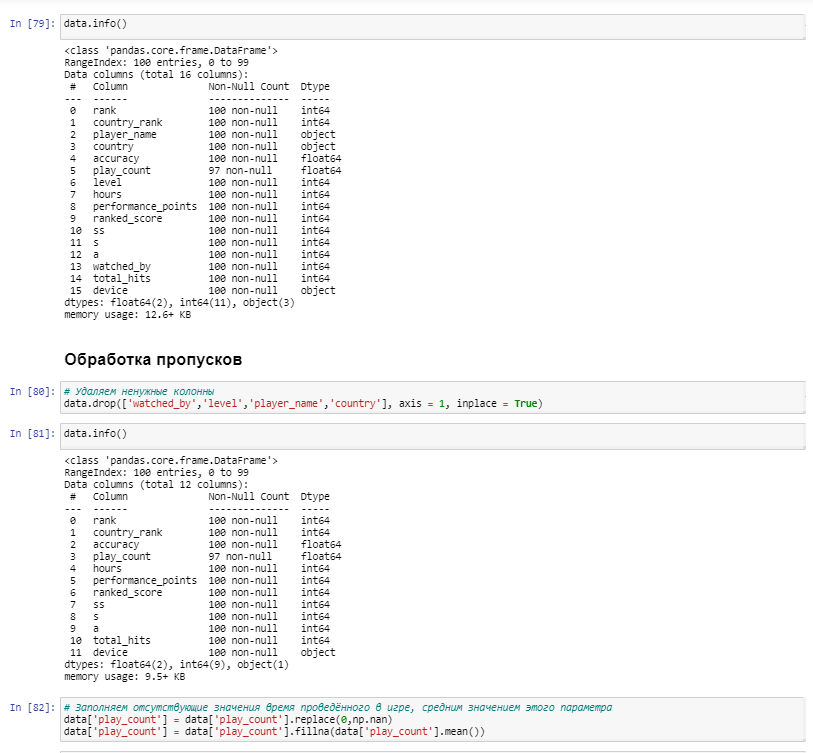 In [79]: data.info()
<class 'pandas.core.frame.DataFrame'>
RangeIndex: 100 entries, 0 to 99
Data columns (total 16 columns):
 #   Column              Non-Null Count  Dtype
---  ------              --------------  -----
 0   rank                100 non-null    int64
 1   country_rank        100 non-null    int64
 2   player_name         100 non-null    object
 3   country             100 non-null    object
 4   accuracy            100 non-null    float64
 5   play_count          97 non-null     float64
 6   level               100 non-null    int64
 7   hours               100 non-null    int64
 8   performance_points  100 non-null    int64
 9   ranked_score        100 non-null    int64
 10  ss                  100 non-null    int64
 11  s                   100 non-null    int64
 12  a                   100 non-null    int64
 13  watched_by          100 non-null    int64
 14  total_hits          100 non-null    int64
 15  device              100 non-null    object
dtypes: float64(2), int64(11), object(3)
memory usage: 12.6+ KB
Обработка пропусков
In [80]: # Удаляем ненужные колонны
data.drop(['watched_by','level','player_name','country'], axis = 1, inplace = True)
In [81]: data.info()
<class 'pandas.core.frame.DataFrame'>
RangeIndex: 100 entries, 0 to 99
Data columns (total 12 columns):
 #   Column              Non-Null Count  Dtype
---  ------              --------------  -----
 0   rank                100 non-null    int64
 1   country_rank        100 non-null    int64
 2   accuracy            100 non-null    float64
 3   play_count          97 non-null     float64
 4   hours               100 non-null    int64
 5   performance_points  100 non-null    int64
 6   ranked_score        100 non-null    int64
 7   ss                  100 non-null    int64
 8   s                   100 non-null    int64
 9   a                   100 non-null    int64
 10  total_hits          100 non-null    int64
 11  device              100 non-null    object
dtypes: float64(2), int64(9), object(1)
memory usage: 9.5+ KB
In [82]: # Заполняем отсутствующие значения время проведённого в игре, средним значением этого параметра
data['play_count'] = data['play_count'].replace(0,np.nan)
data['play_count'] = data['play_count'].fillna(data['play_count'].mean())